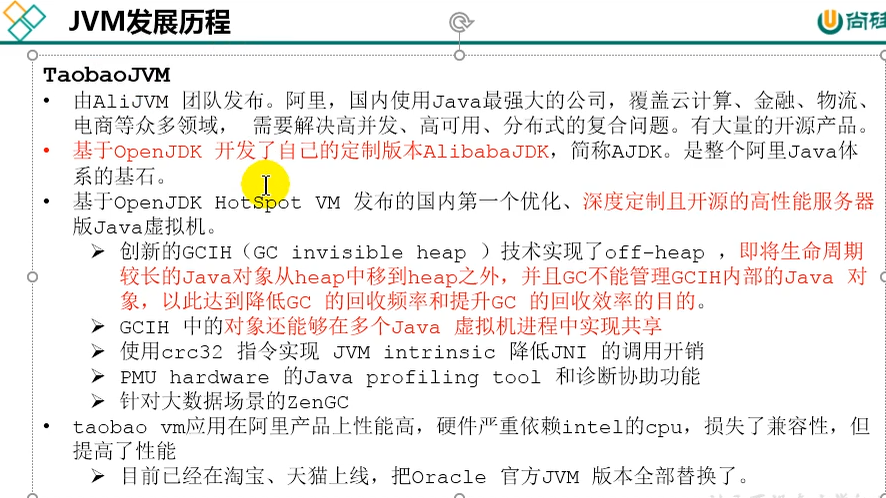 JVM发展历程
尚硅
TaobaoJVM
• 由AliJVM 团队发布。阿里，国内使用Java最强大的公司，覆盖云计算、金融、物流、
电商等众多领域， 需要解决高并发、高可用、分布式的复合问题。有大量的开源产品。
• 基于OpenJDK 开发了自己的定制版本AlibabaJDK，简称AJDK。是整个阿里Java体
系的基石。
• 基于OpenJDK HotSpot VM 发布的国内第一个优化、深度定制且开源的高性能服务器
版Java虚拟机。
➢ 创新的GCIH（GC invisible heap ）技术实现了off-heap ，即将生命周期
较长的Java对象从heap中移到heap之外，并且GC不能管理GCIH内部的Java 对
象，以此达到降低GC 的回收频率和提升GC 的回收效率的目的。
➢ GCIH 中的对象还能够在多个Java 虚拟机进程中实现共享
➢ 使用crc32 指令实现 JVM intrinsic 降低JNI 的调用开销
➢ PMU hardware 的Java profiling tool 和诊断协助功能
➢ 针对大数据场景的ZenGC
• taobao vm应用在阿里产品上性能高，硬件严重依赖intel的cpu，损失了兼容性，但
提高了性能
➢ 目前已经在淘宝、天猫上线，把Oracle 官方JVM 版本全部替换了。